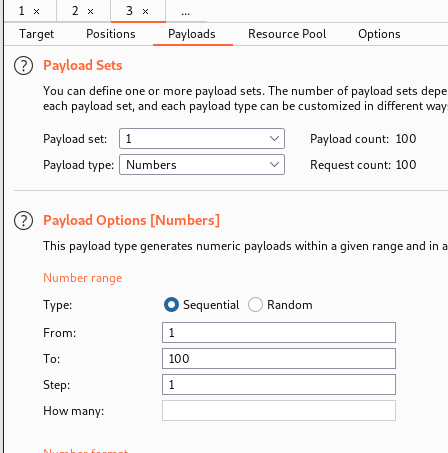 1 × 2 × 3 × ...
Target Positions Payloads Resource Pool Options
? Payload Sets
You can define one or more payload sets. The number of payload sets
each payload set, and each payload type can be customized in different
Payload set: 1 Payload count: 100
Payload type: Numbers Request count: 100
? Payload Options [Numbers]
This payload type generates numeric payloads within a given range and in a
Number range
Type: Sequential Random
From: 1
To: 100
Step: 1
How many:
Number format